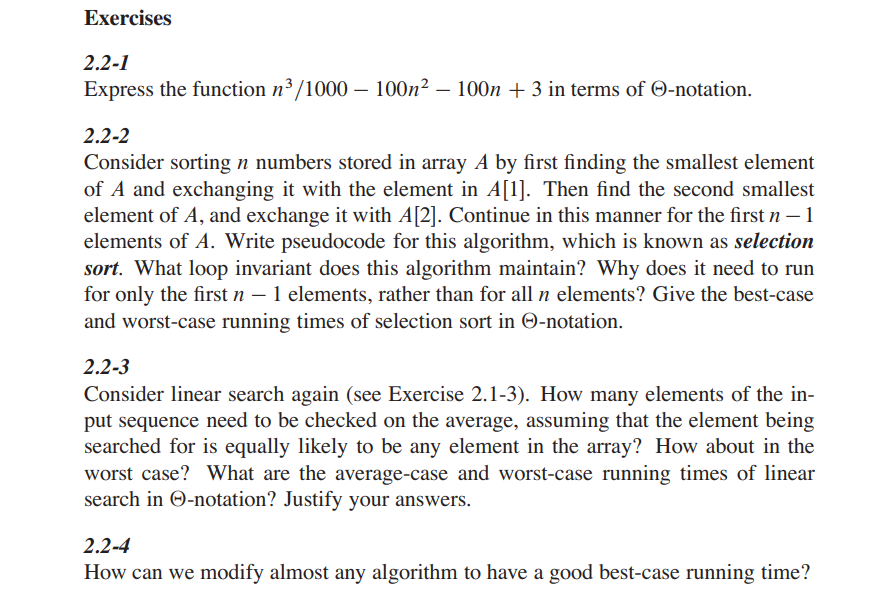 Exercises
2.2-1
Express the function n³/1000 − 100n² − 100n + 3 in terms of Θ-notation.
2.2-2
Consider sorting n numbers stored in array A by first finding the smallest element
of A and exchanging it with the element in A[1]. Then find the second smallest
element of A, and exchange it with A[2]. Continue in this manner for the first n − 1
elements of A. Write pseudocode for this algorithm, which is known as selection
sort. What loop invariant does this algorithm maintain? Why does it need to run
for only the first n − 1 elements, rather than for all n elements? Give the best-case
and worst-case running times of selection sort in Θ-notation.
2.2-3
Consider linear search again (see Exercise 2.1-3). How many elements of the in-
put sequence need to be checked on the average, assuming that the element being
searched for is equally likely to be any element in the array? How about in the
worst case? What are the average-case and worst-case running times of linear
search in Θ-notation? Justify your answers.
2.2-4
How can we modify almost any algorithm to have a good best-case running time?